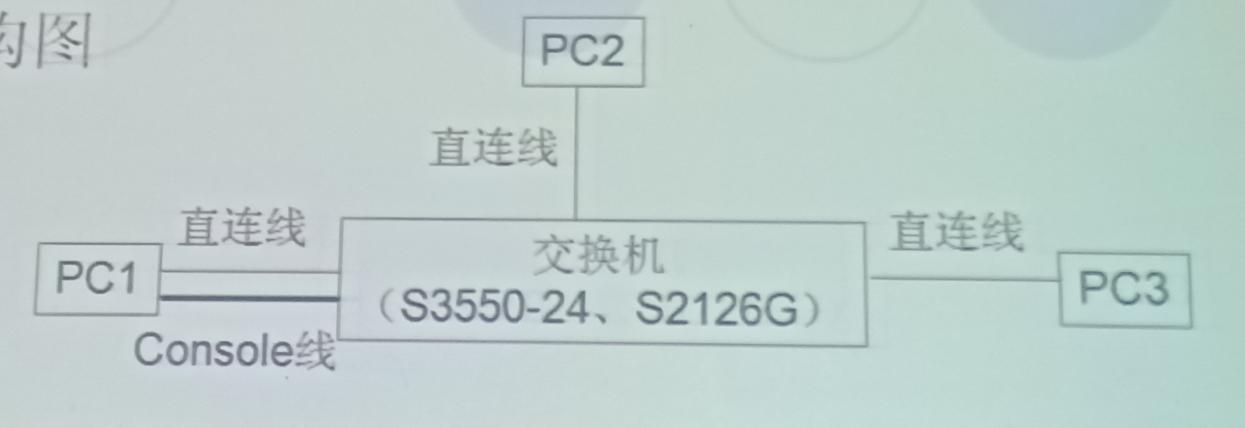 构图
PC2
直连线
直连线
直连线
PC1
交换机
（S3550-24、S2126G）
PC3
Console线